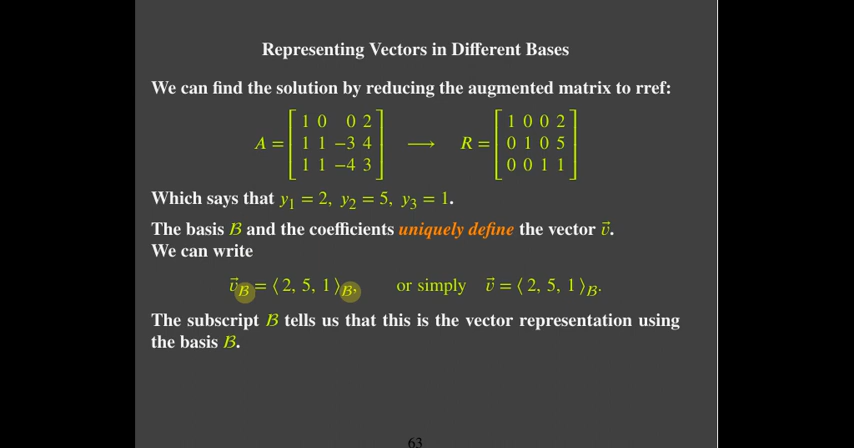 Representing Vectors in Different Bases
We can find the solution by reducing the augmented matrix to rref:
A = [ 1 0 0 2 ; 1 1 −3 4 ; 1 1 −4 3 ] ⟶ R = [ 1 0 0 2 ; 0 1 0 5 ; 0 0 1 1 ]
Which says that y₁ = 2, y₂ = 5, y₃ = 1.
The basis ℬ and the coefficients uniquely define the vector v⃗.
We can write
v⃗_ℬ = ⟨ 2, 5, 1 ⟩_ℬ, or simply v⃗ = ⟨ 2, 5, 1 ⟩_ℬ.
The subscript ℬ tells us that this is the vector representation using
the basis ℬ.
63